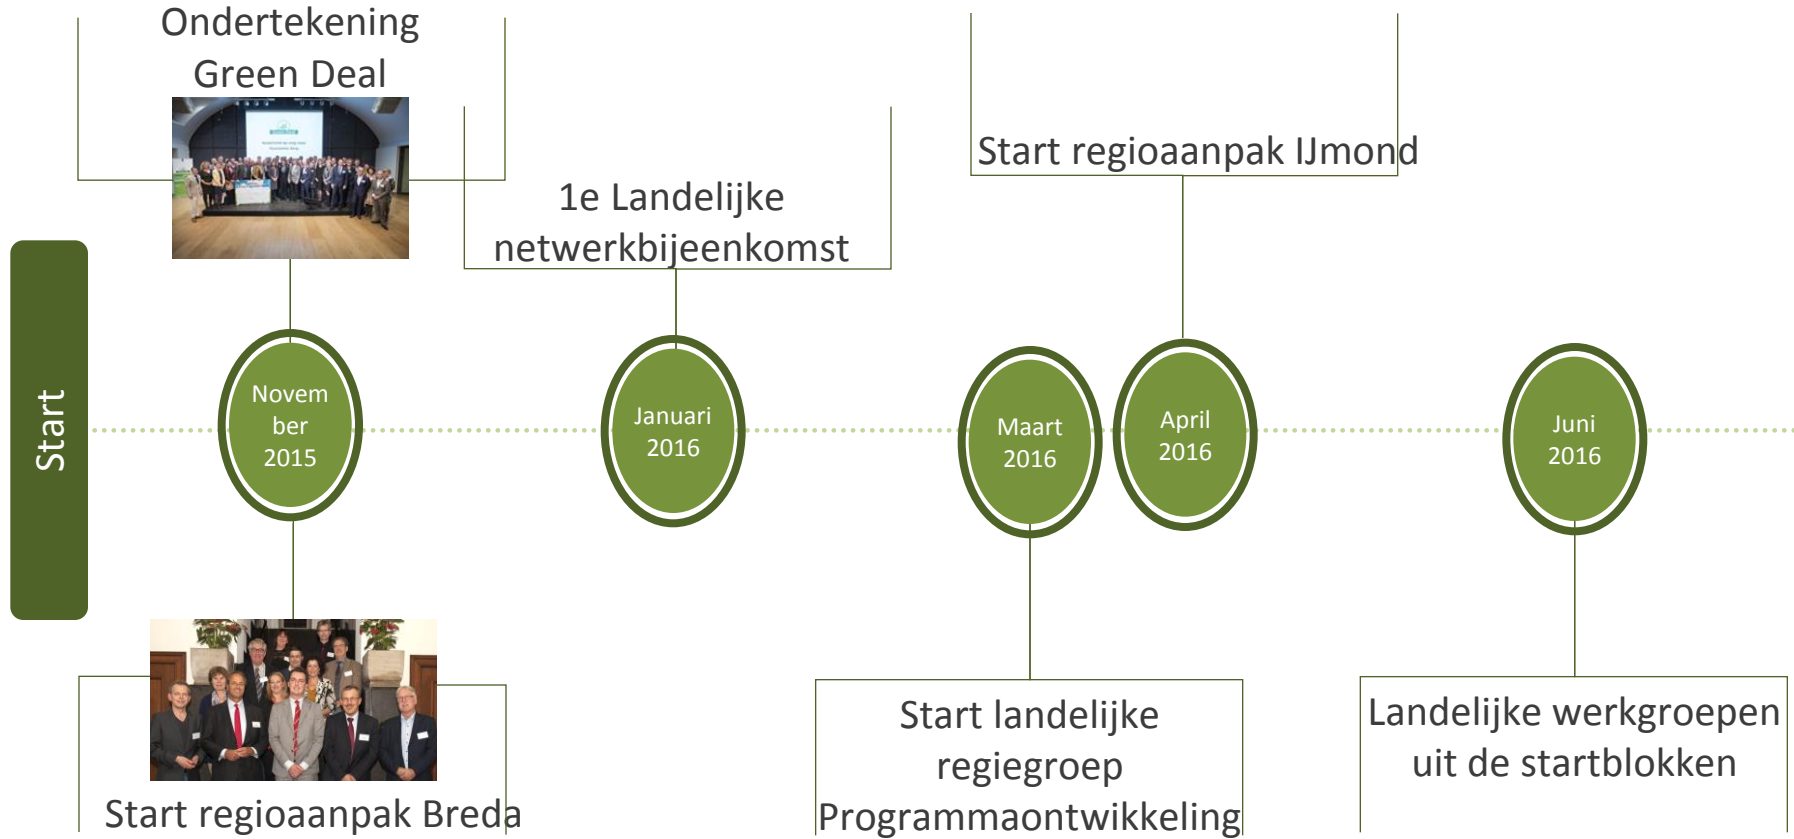 Ondertekening
Green Deal
1e Landelijke
netwerkbijeenkomst
Start regioaanpak IJmond
Start
Novem
ber
2015
Januari
2016
Maart
2016
April
2016
Juni
2016
Start regioaanpak Breda
Start landelijke
regiegroep
Programmaontwikkeling
Landelijke werkgroepen
uit de startblokken